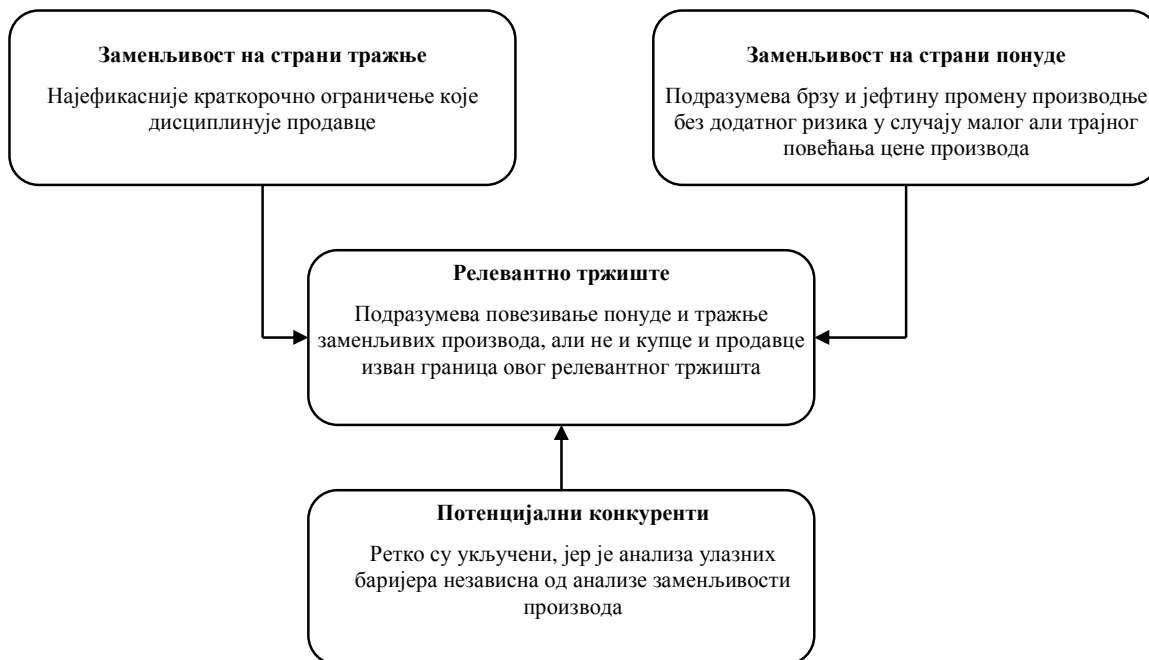 Заменљивост на страни тражње
Најефикасније краткорочно ограничење које
дисциплинује продавце
Заменљивост на страни понуде
Подразумева брзу и јефтину промену производње
без додатног ризика у случају малог али трајног
повећања цене производа
Релевантно тржиште
Подразумева повезивање понуде и тражње
заменљивих производа, али не и купце и продавце
изван граница овог релевантног тржишта
Потенцијални конкуренти
Ретко су укључени, јер је анализа улазних
баријера независна од анализе заменљивости
производа